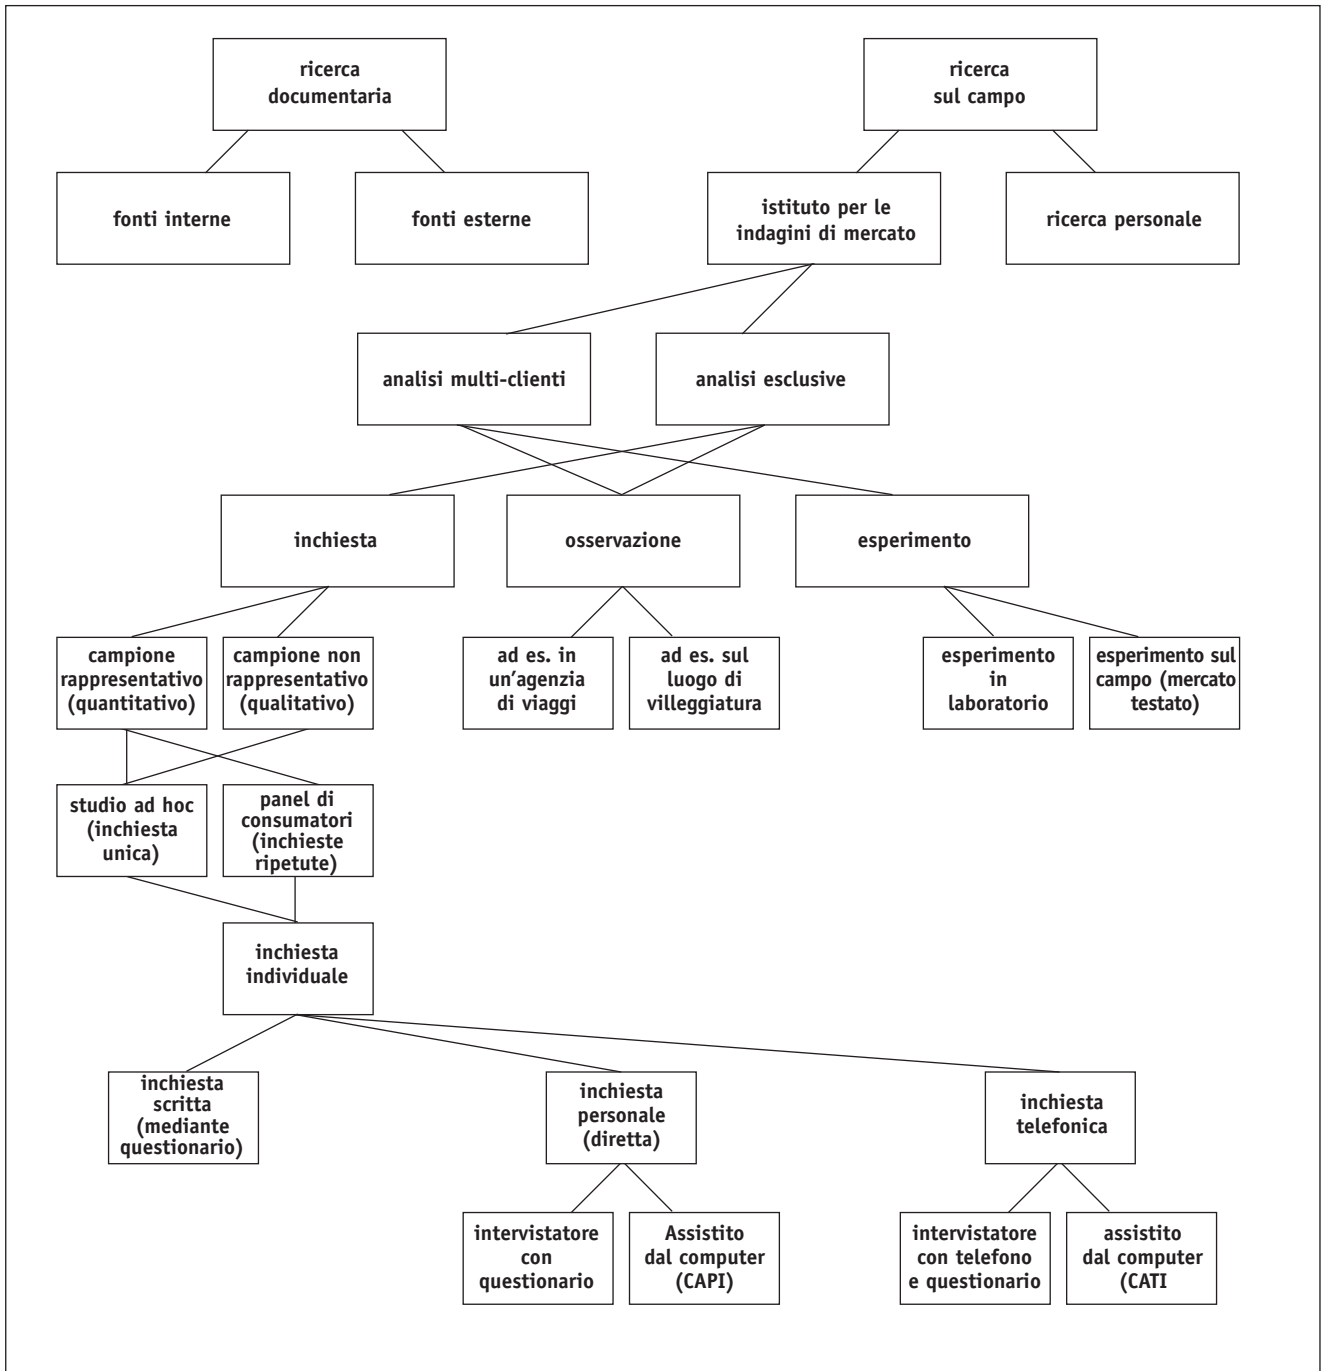 ricerca
documentaria
ricerca
sul campo
fonti interne
fonti esterne
istituto per le
indagini di mercato
ricerca personale
analisi multi-clienti
analisi esclusive
inchiesta
osservazione
esperimento
campione
rappresentativo
(quantitativo)
campione non
rappresentativo
(qualitativo)
ad es. in
un'agenzia
di viaggi
ad es. sul
luogo di
villeggiatura
esperimento
in
laboratorio
esperimento sul
campo (mercato
testato)
studio ad hoc
(inchiesta
unica)
panel di
consumatori
(inchieste
ripetute)
inchiesta
individuale
inchiesta
scritta
(mediante
questionario)
inchiesta
personale
(diretta)
inchiesta
telefonica
intervistatore
con
questionario
Assistito
dal computer
(CAPI)
intervistatore
con telefono
e questionario
assistito
dal computer
(CATI